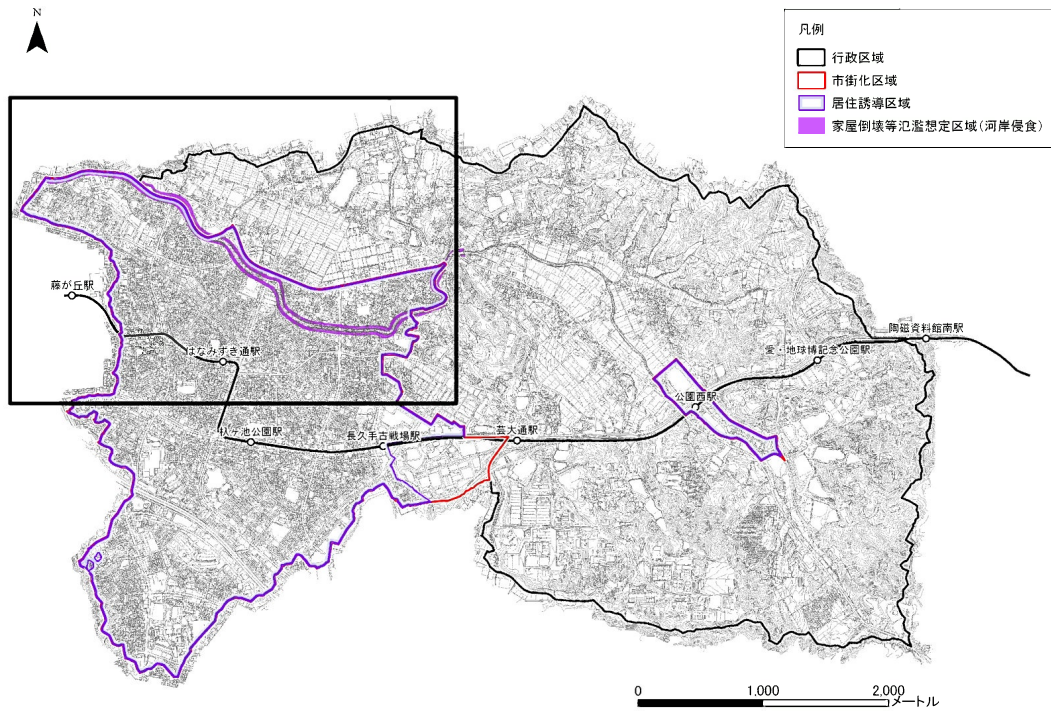 N
凡例
行政区域
市街化区域
居住誘導区域
家屋倒壊等氾濫想定区域(河岸侵食)
藤が丘駅
はなみずき通駅
杁ヶ池公園駅
長久手古戦場駅
芸大通駅
公園西駅
愛・地球博記念公園駅
陶磁資料館南駅
0 1,000 2,000
メートル